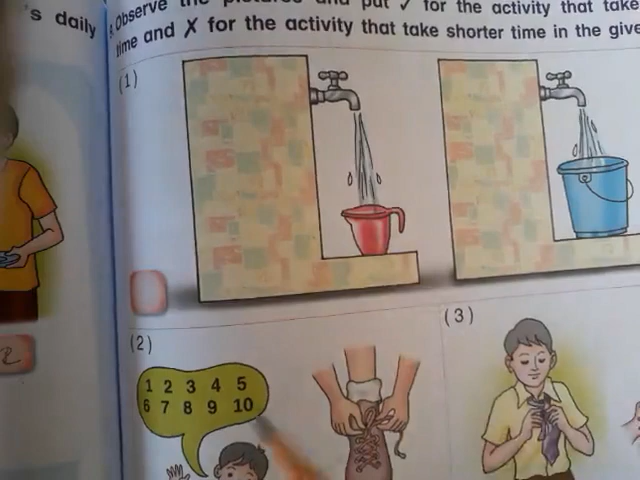 's daily
Observe the pictures and put ✓ for the activity that take
time and ✗ for the activity that take shorter time in the give
(1)
(2)
(3)
1 2 3 4 5
6 7 8 9 10